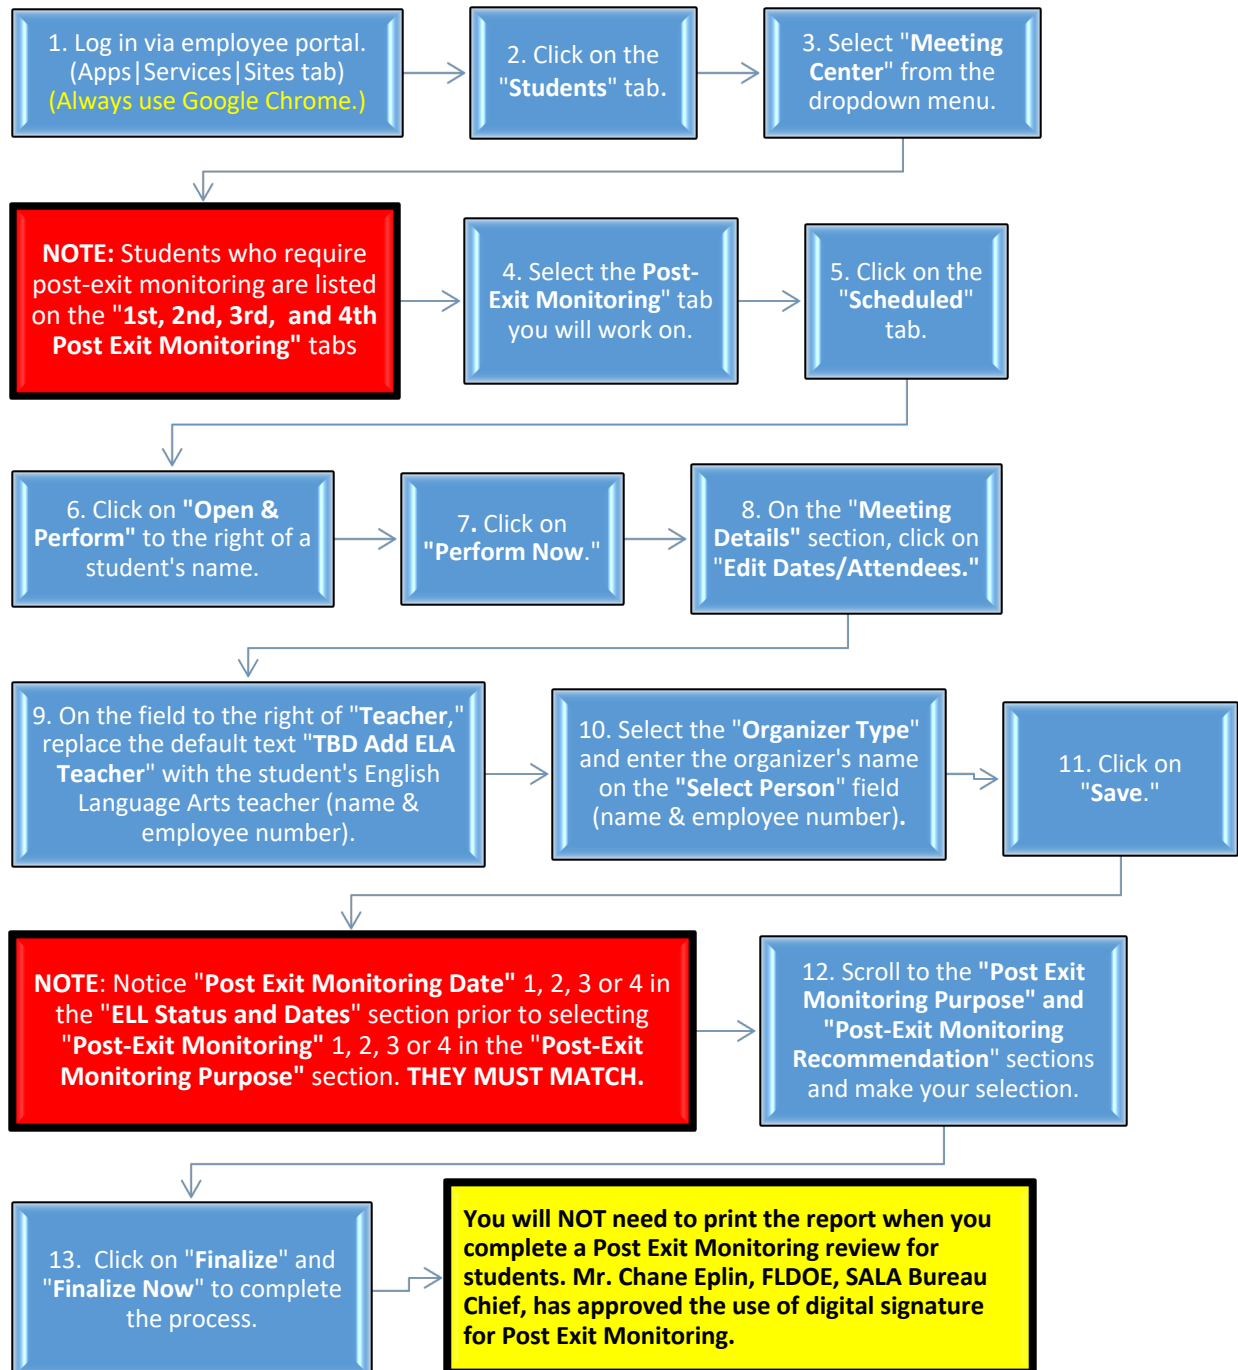 1. Log in via employee portal.
(Apps|Services|Sites tab)
(Always use Google Chrome.)
2. Click on the
"Students" tab.
3. Select "Meeting
Center" from the
dropdown menu.
NOTE: Students who require
post-exit monitoring are listed
on the "1st, 2nd, 3rd,  and 4th
Post Exit Monitoring" tabs
4. Select the Post-
Exit Monitoring" tab
you will work on.
5. Click on the
"Scheduled"
tab.
6. Click on "Open &
Perform" to the right of a
student's name.
7. Click on
"Perform Now."
8. On the "Meeting
Details" section, click on
"Edit Dates/Attendees."
9. On the field to the right of "Teacher,"
replace the default text "TBD Add ELA
Teacher" with the student's English
Language Arts teacher (name &
employee number).
10. Select the "Organizer Type"
and enter the organizer's name
on the "Select Person" field
(name & employee number).
11. Click on
"Save."
NOTE: Notice "Post Exit Monitoring Date" 1, 2, 3 or 4 in
the "ELL Status and Dates" section prior to selecting
"Post-Exit Monitoring" 1, 2, 3 or 4 in the "Post-Exit
Monitoring Purpose" section. THEY MUST MATCH.
12. Scroll to the "Post Exit
Monitoring Purpose" and
"Post-Exit Monitoring
Recommendation" sections
and make your selection.
13.  Click on "Finalize" and
"Finalize Now" to complete
the process.
You will NOT need to print the report when you
complete a Post Exit Monitoring review for
students. Mr. Chane Eplin, FLDOE, SALA Bureau
Chief, has approved the use of digital signature
for Post Exit Monitoring.